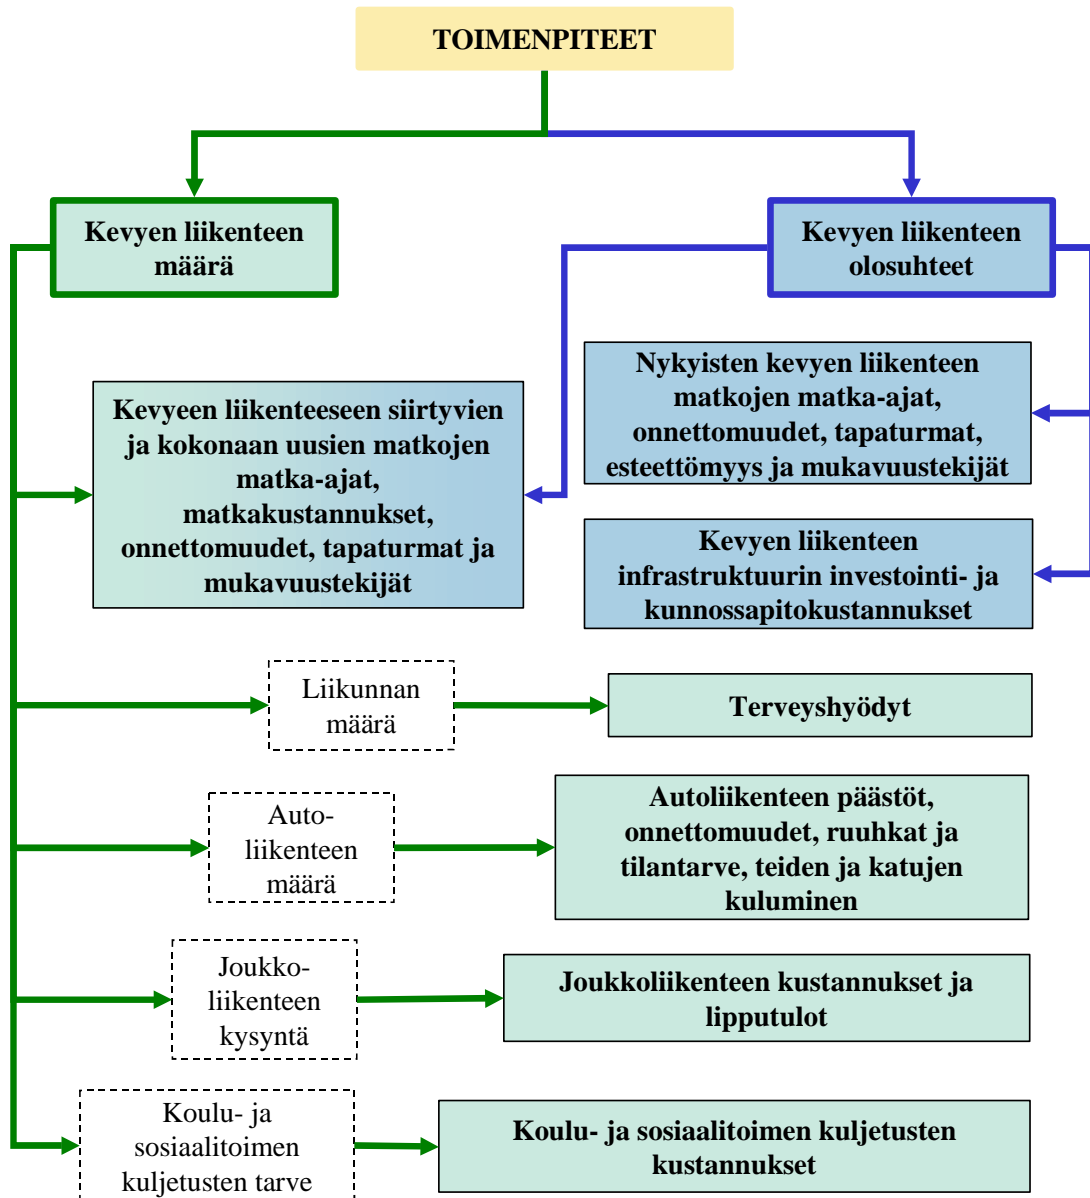 TOIMENPITEET
Kevyen liikenteen
määrä
Kevyen liikenteen
olosuhteet
Nykyisten kevyen liikenteen
matkojen matka-ajat,
onnettomuudet, tapaturmat,
esteettömyys ja mukavuustekijät
Kevyeen liikenteeseen siirtyvien
ja kokonaan uusien matkojen
matka-ajat,
matkakustannukset,
onnettomuudet, tapaturmat ja
mukavuustekijät
Kevyen liikenteen
infrastruktuurin investointi- ja
kunnossapitokustannukset
Liikunnan
määrä
Terveyshyödyt
Auto-
liikenteen
määrä
Autoliikenteen päästöt,
onnettomuudet, ruuhkat ja
tilantarve, teiden ja katujen
kuluminen
Joukko-
liikenteen
kysyntä
Joukkoliikenteen kustannukset ja
lipputulot
Koulu- ja
sosiaalitoimen
kuljetusten tarve
Koulu- ja sosiaalitoimen kuljetusten
kustannukset